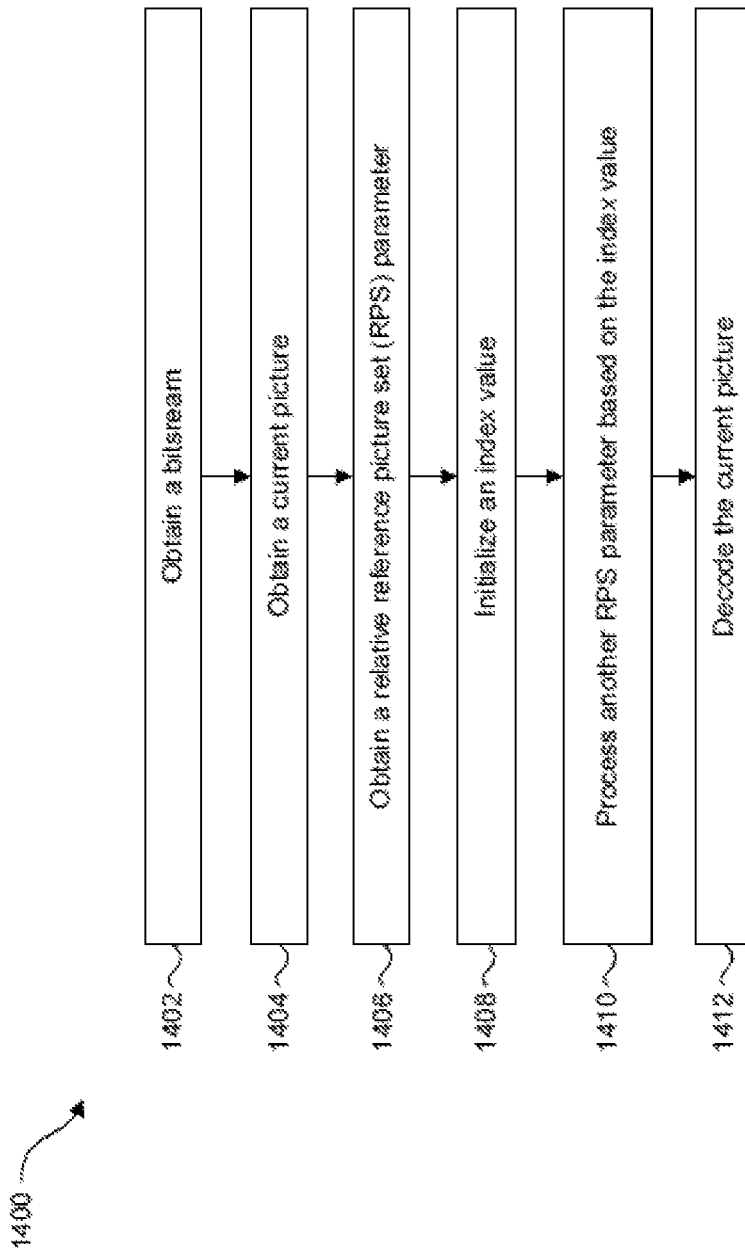 1400
1402 Obtain a bitsream
1404 Obtain a current picture
1406 Obtain a relative reference picture set (RPS) parameter
1408 Initialize an index value
1410 Process another RPS parameter based on the index value
1412 Decode the current picture